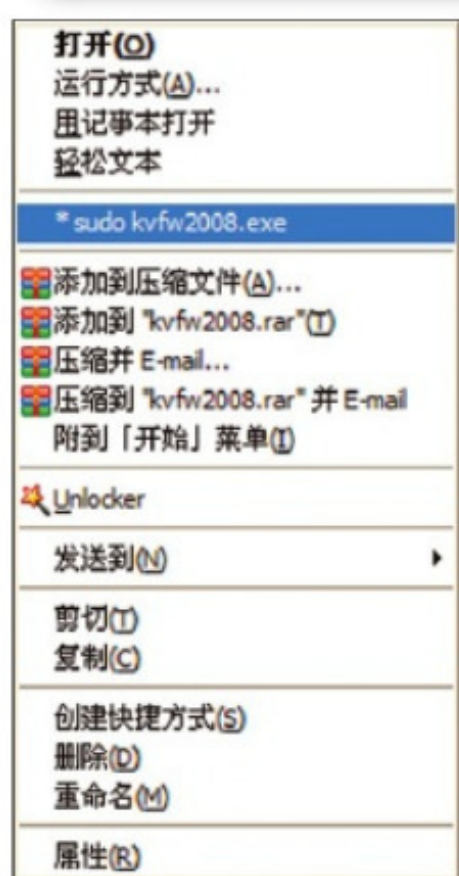 打开(O)
运行方式(A)...
用记事本打开
轻松文本
* sudo kvfw2008.exe
添加到压缩文件(A)...
添加到 "kvfw2008.rar"(T)
压缩并 E-mail...
压缩到 "kvfw2008.rar" 并 E-mail
附到「开始」菜单(I)
Unlocker
发送到(N)
剪切(T)
复制(C)
创建快捷方式(S)
删除(D)
重命名(M)
属性(R)